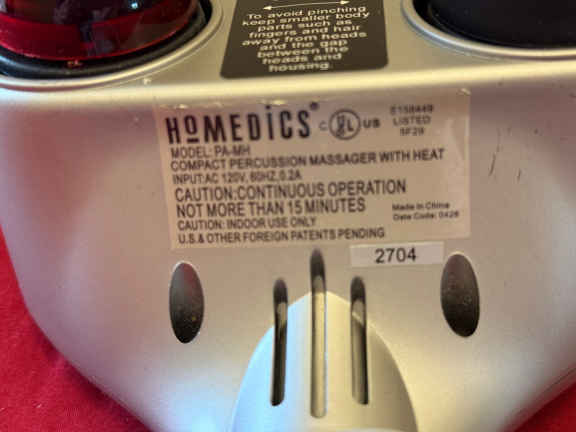 To avoid pinching
keep smaller body
parts such as
fingers and hair
away from heads
and the gap
between the
heads and
housing.
HOMEDICS®
C UL US
E158449
LISTED
5F29
MODEL: PA-MH
COMPACT PERCUSSION MASSAGER WITH HEAT
INPUT:AC 120V, 60HZ, 0.2A
CAUTION:CONTINUOUS OPERATION
NOT MORE THAN 15 MINUTES
CAUTION: INDOOR USE ONLY
U.S.& OTHER FOREIGN PATENTS PENDING
Made in China
Date Code: 0426
2704